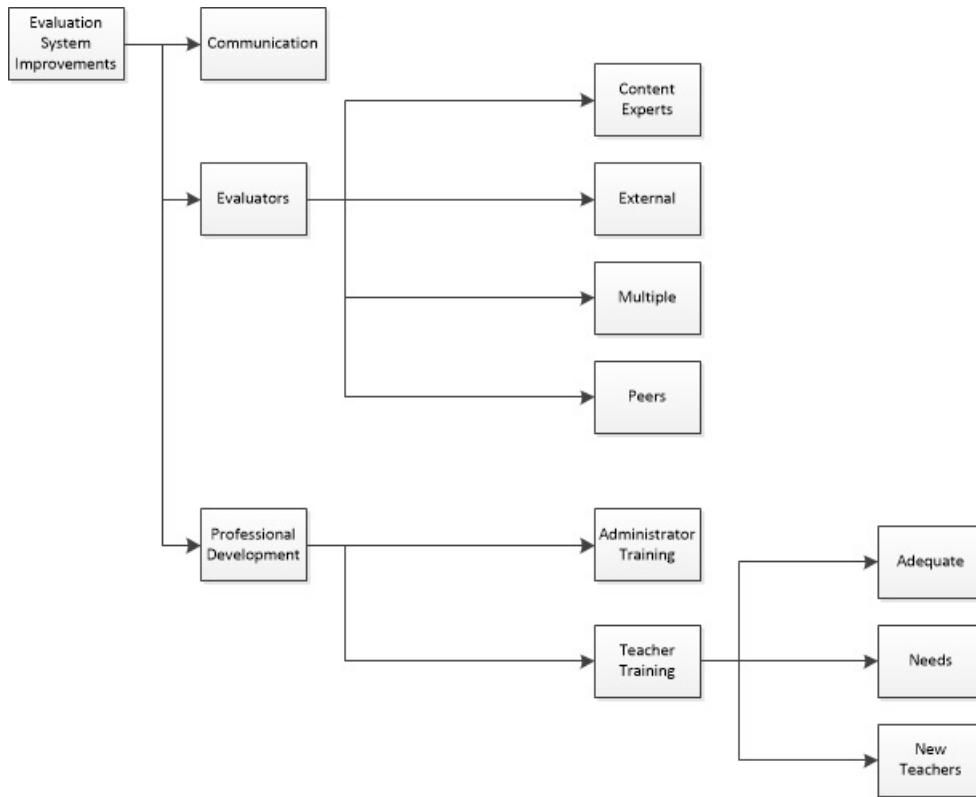 Evaluation
System
Improvements
Communication
Content
Experts
Evaluators
External
Multiple
Peers
Professional
Development
Administrator
Training
Adequate
Teacher
Training
Needs
New
Teachers